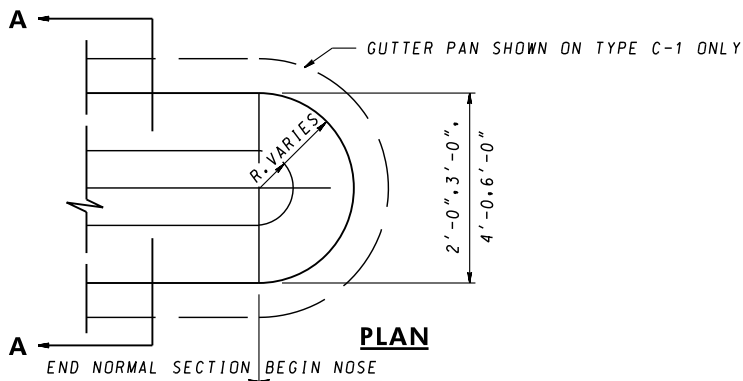 A
GUTTER PAN SHOWN ON TYPE C-1 ONLY
R. VARIES
2'-0",3'-0",
4'-0,6'-0"
A
PLAN
END NORMAL SECTION BEGIN NOSE